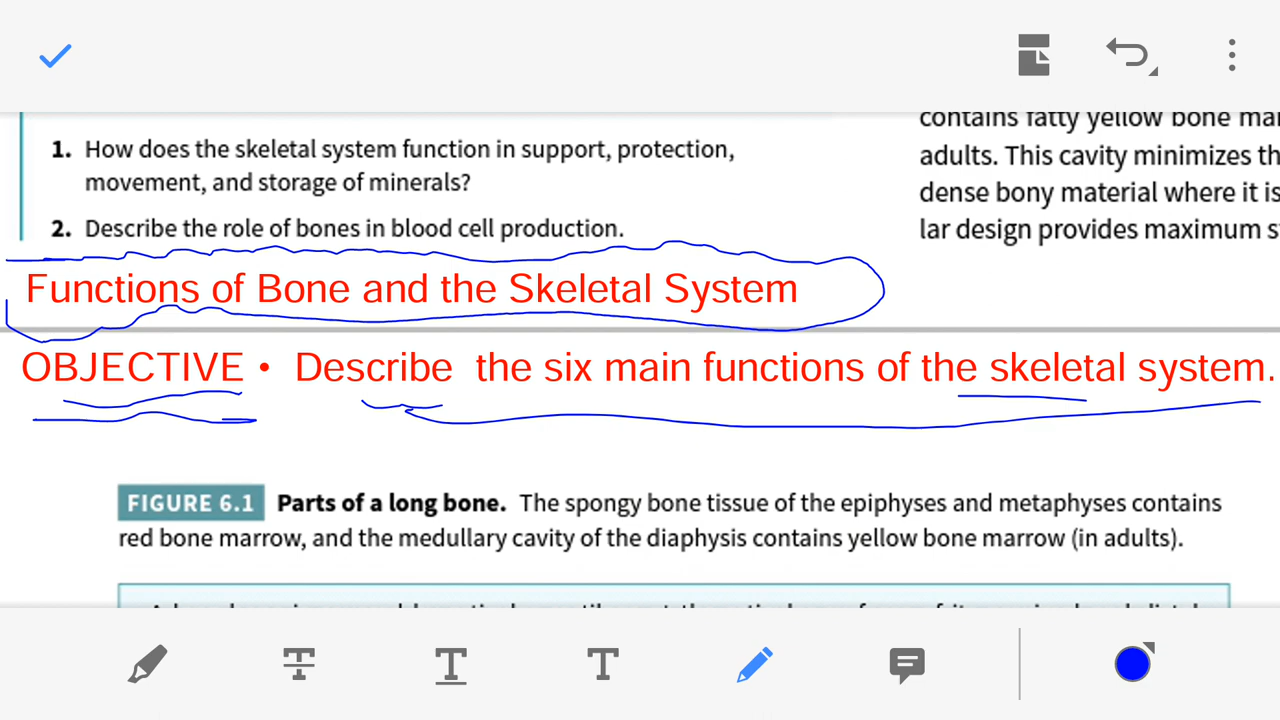 1. How does the skeletal system function in support, protection,
movement, and storage of minerals?
2. Describe the role of bones in blood cell production.
contains fatty yellow bone
adults. This cavity minimizes
dense bony material where it is
lar design provides maximum
Functions of Bone and the Skeletal System
OBJECTIVE • Describe the six main functions of the skeletal system.
FIGURE 6.1 Parts of a long bone. The spongy bone tissue of the epiphyses and metaphyses contains
red bone marrow, and the medullary cavity of the diaphysis contains yellow bone marrow (in adults).